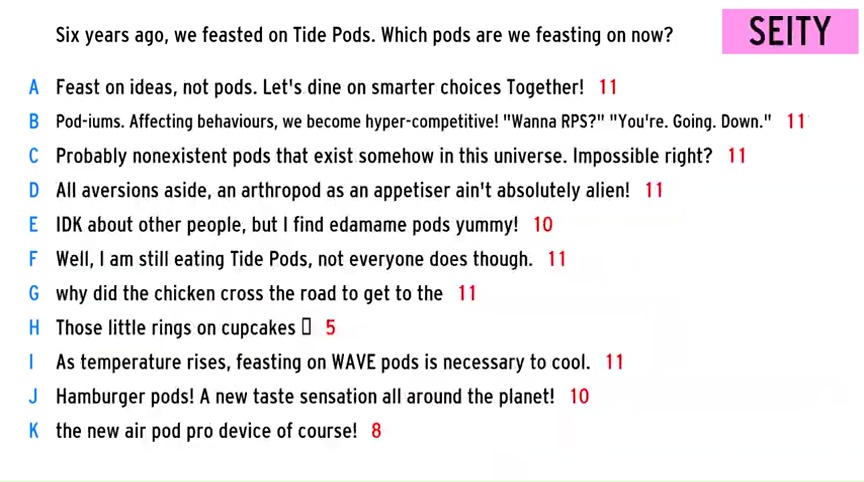 Six years ago, we feasted on Tide Pods. Which pods are we feasting on now?
SEITY
A Feast on ideas, not pods. Let's dine on smarter choices Together! 11
B Pod-iums. Affecting behaviours, we become hyper-competitive! "Wanna RPS?" "You're. Going. Down." 11
C Probably nonexistent pods that exist somehow in this universe. Impossible right? 11
D All aversions aside, an arthropod as an appetiser ain't absolutely alien! 11
E IDK about other people, but I find edamame pods yummy! 10
F Well, I am still eating Tide Pods, not everyone does though. 11
G why did the chicken cross the road to get to the 11
H Those little rings on cupcakes ▯ 5
I As temperature rises, feasting on WAVE pods is necessary to cool. 11
J Hamburger pods! A new taste sensation all around the planet! 10
K the new air pod pro device of course! 8